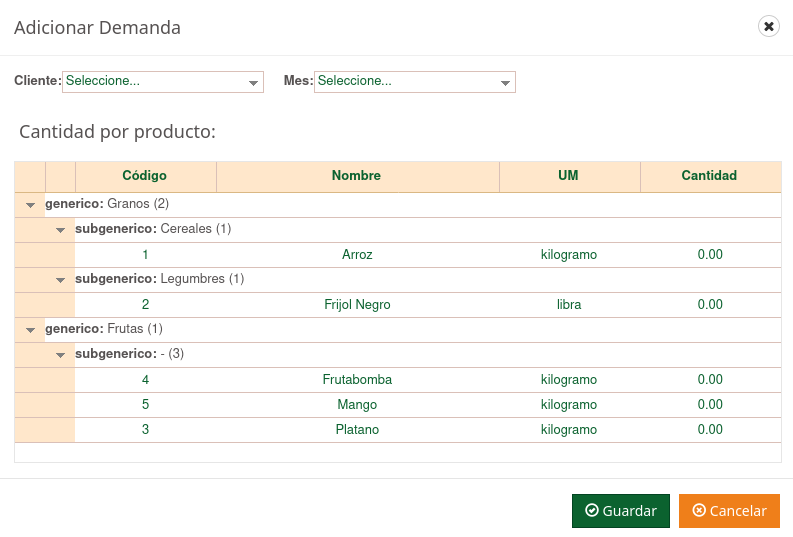 Adicionar Demanda
Cliente: Seleccione... Mes: Seleccione...
Cantidad por producto:
Código Nombre UM Cantidad
generico: Granos (2)
subgenerico: Cereales (1)
1 Arroz kilogramo 0.00
subgenerico: Legumbres (1)
2 Frijol Negro libra 0.00
generico: Frutas (1)
subgenerico: - (3)
4 Frutabomba kilogramo 0.00
5 Mango kilogramo 0.00
3 Platano kilogramo 0.00
Guardar Cancelar